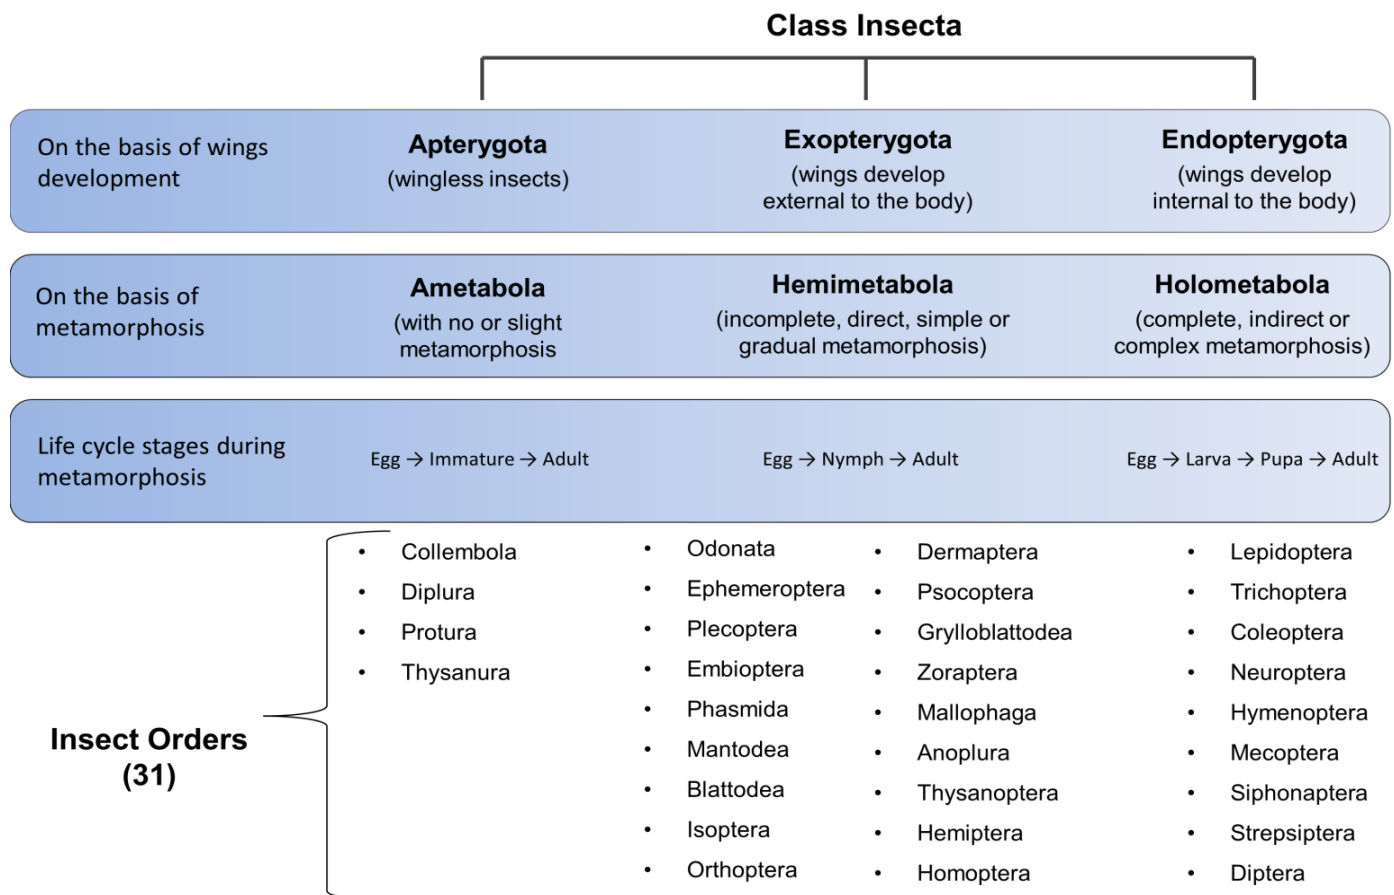 Class Insecta
On the basis of wings
development
Apterygota
(wingless insects)
Exopterygota
(wings develop
external to the body)
Endopterygota
(wings develop
internal to the body)
On the basis of
metamorphosis
Ametabola
(with no or slight
metamorphosis
Hemimetabola
(incomplete, direct, simple or
gradual metamorphosis)
Holometabola
(complete, indirect or
complex metamorphosis)
Life cycle stages during
metamorphosis
Egg → Immature → Adult
Egg → Nymph → Adult
Egg → Larva → Pupa → Adult
Insect Orders
(31)
• Collembola
• Diplura
• Protura
• Thysanura
• Odonata
• Ephemeroptera
• Plecoptera
• Embioptera
• Phasmida
• Mantodea
• Blattodea
• Isoptera
• Orthoptera
• Dermaptera
• Psocoptera
• Grylloblattodea
• Zoraptera
• Mallophaga
• Anoplura
• Thysanoptera
• Hemiptera
• Homoptera
• Lepidoptera
• Trichoptera
• Coleoptera
• Neuroptera
• Hymenoptera
• Mecoptera
• Siphonaptera
• Strepsiptera
• Diptera